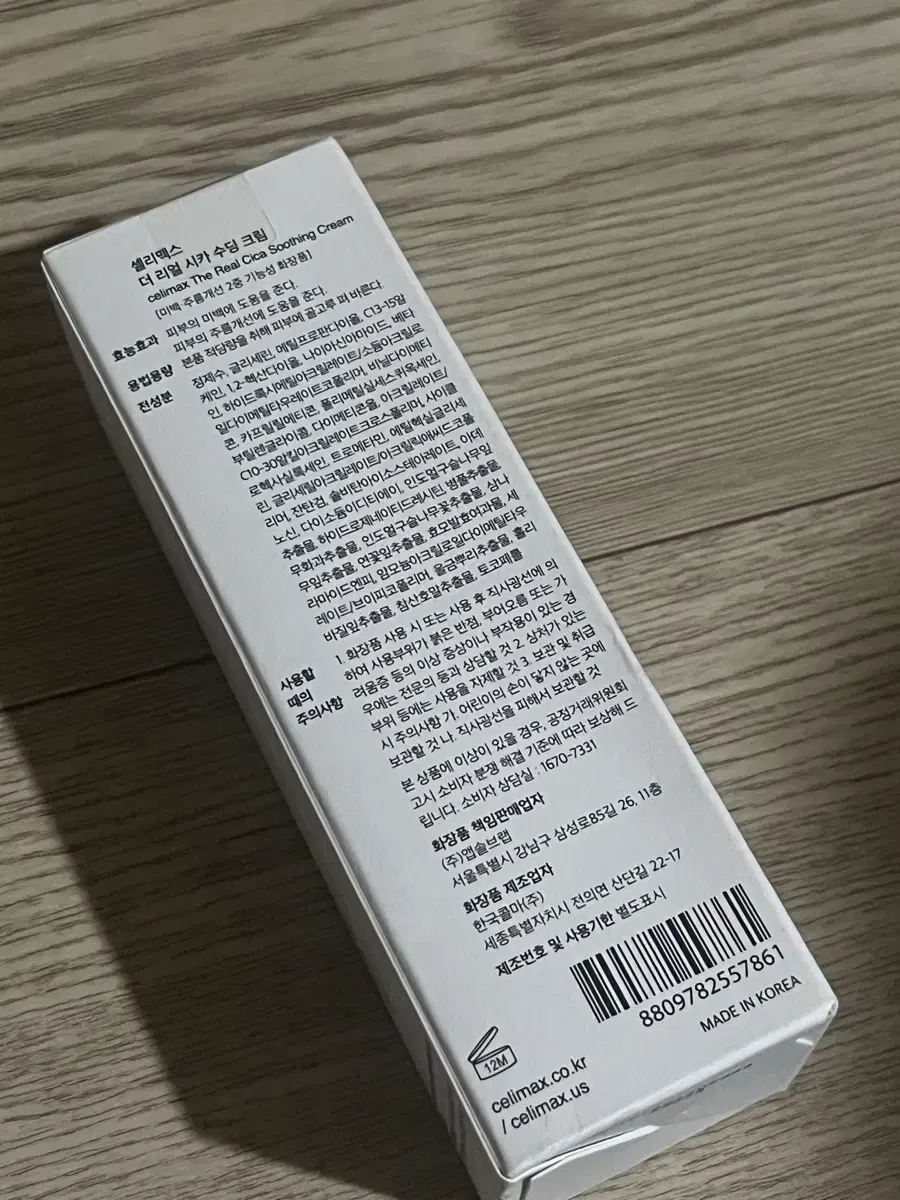 셀리맥스
더 리얼 시카 수딩 크림
celimax The Real Cica Soothing Cream
[미백·주름개선 2중 기능성 화장품]
효능효과 피부의 미백에 도움을 준다.
피부의 주름개선에 도움을 준다.
용법용량 본품 적당량을 취해 피부에 골고루 펴 바른다.
전성분 정제수, 글리세린, 메틸프로판다이올, C13-15알
케인, 1,2-헥산다이올, 나이아신아마이드, 베타
인, 하이드록시에틸아크릴레이트/소듐아크릴로
일다이메틸타우레이트코폴리머, 비닐다이메티
콘, 카프릴릴메티콘, 폴리메틸실세스퀴옥세인,
부틸렌글라이콜, 다이메티콘올, 아크릴레이트/
C10-30알킬아크릴레이트크로스폴리머, 사이클
로헥사실록세인, 트로메타민, 에틸헥실글리세
린, 글리세릴아크릴레이트/아크릴릭애씨드코폴
리머, 잔탄검, 솔비탄아이소스테아레이트, 아데
노신, 다이소듐이디티에이, 인도멀구슬나무잎
추출물, 하이드로제네이티드레시틴, 병풀추출물,
무화과추출물, 인도멀구슬나무꽃추출물, 삼나
무잎추출물, 연꽃잎추출물, 효모발효여과물, 세
라마이드엔피, 암모늄아크릴로일다이메틸타우
레이트/브이피코폴리머, 울금뿌리추출물, 홀리
바질잎추출물, 참산호말추출물, 토코페롤
사용할
때의
주의사항
1. 화장품 사용 시 또는 사용 후 직사광선에 의
하여 사용부위가 붉은 반점, 부어오름 또는 가
려움증 등의 이상 증상이나 부작용이 있는 경
우에는 전문의 등과 상담할 것 2. 상처가 있는
부위 등에는 사용을 자제할 것 3. 보관 및 취급
시 주의사항 가. 어린이의 손이 닿지 않는 곳에
보관할 것 나. 직사광선을 피해서 보관할 것
본 상품에 이상이 있을 경우, 공정거래위원회
고시 소비자 분쟁 해결 기준에 따라 보상해 드
립니다. 소비자 상담실 : 1670-7331
화장품 책임판매업자
(주)앱솔브랩
서울특별시 강남구 삼성로85길 26, 11층
화장품 제조업자
한국콜마(주)
세종특별자치시 전의면 산단길 22-17
제조번호 및 사용기한 별도표시
8809782557861
MADE IN KOREA
12M
celimax.co.kr
/ celimax.us